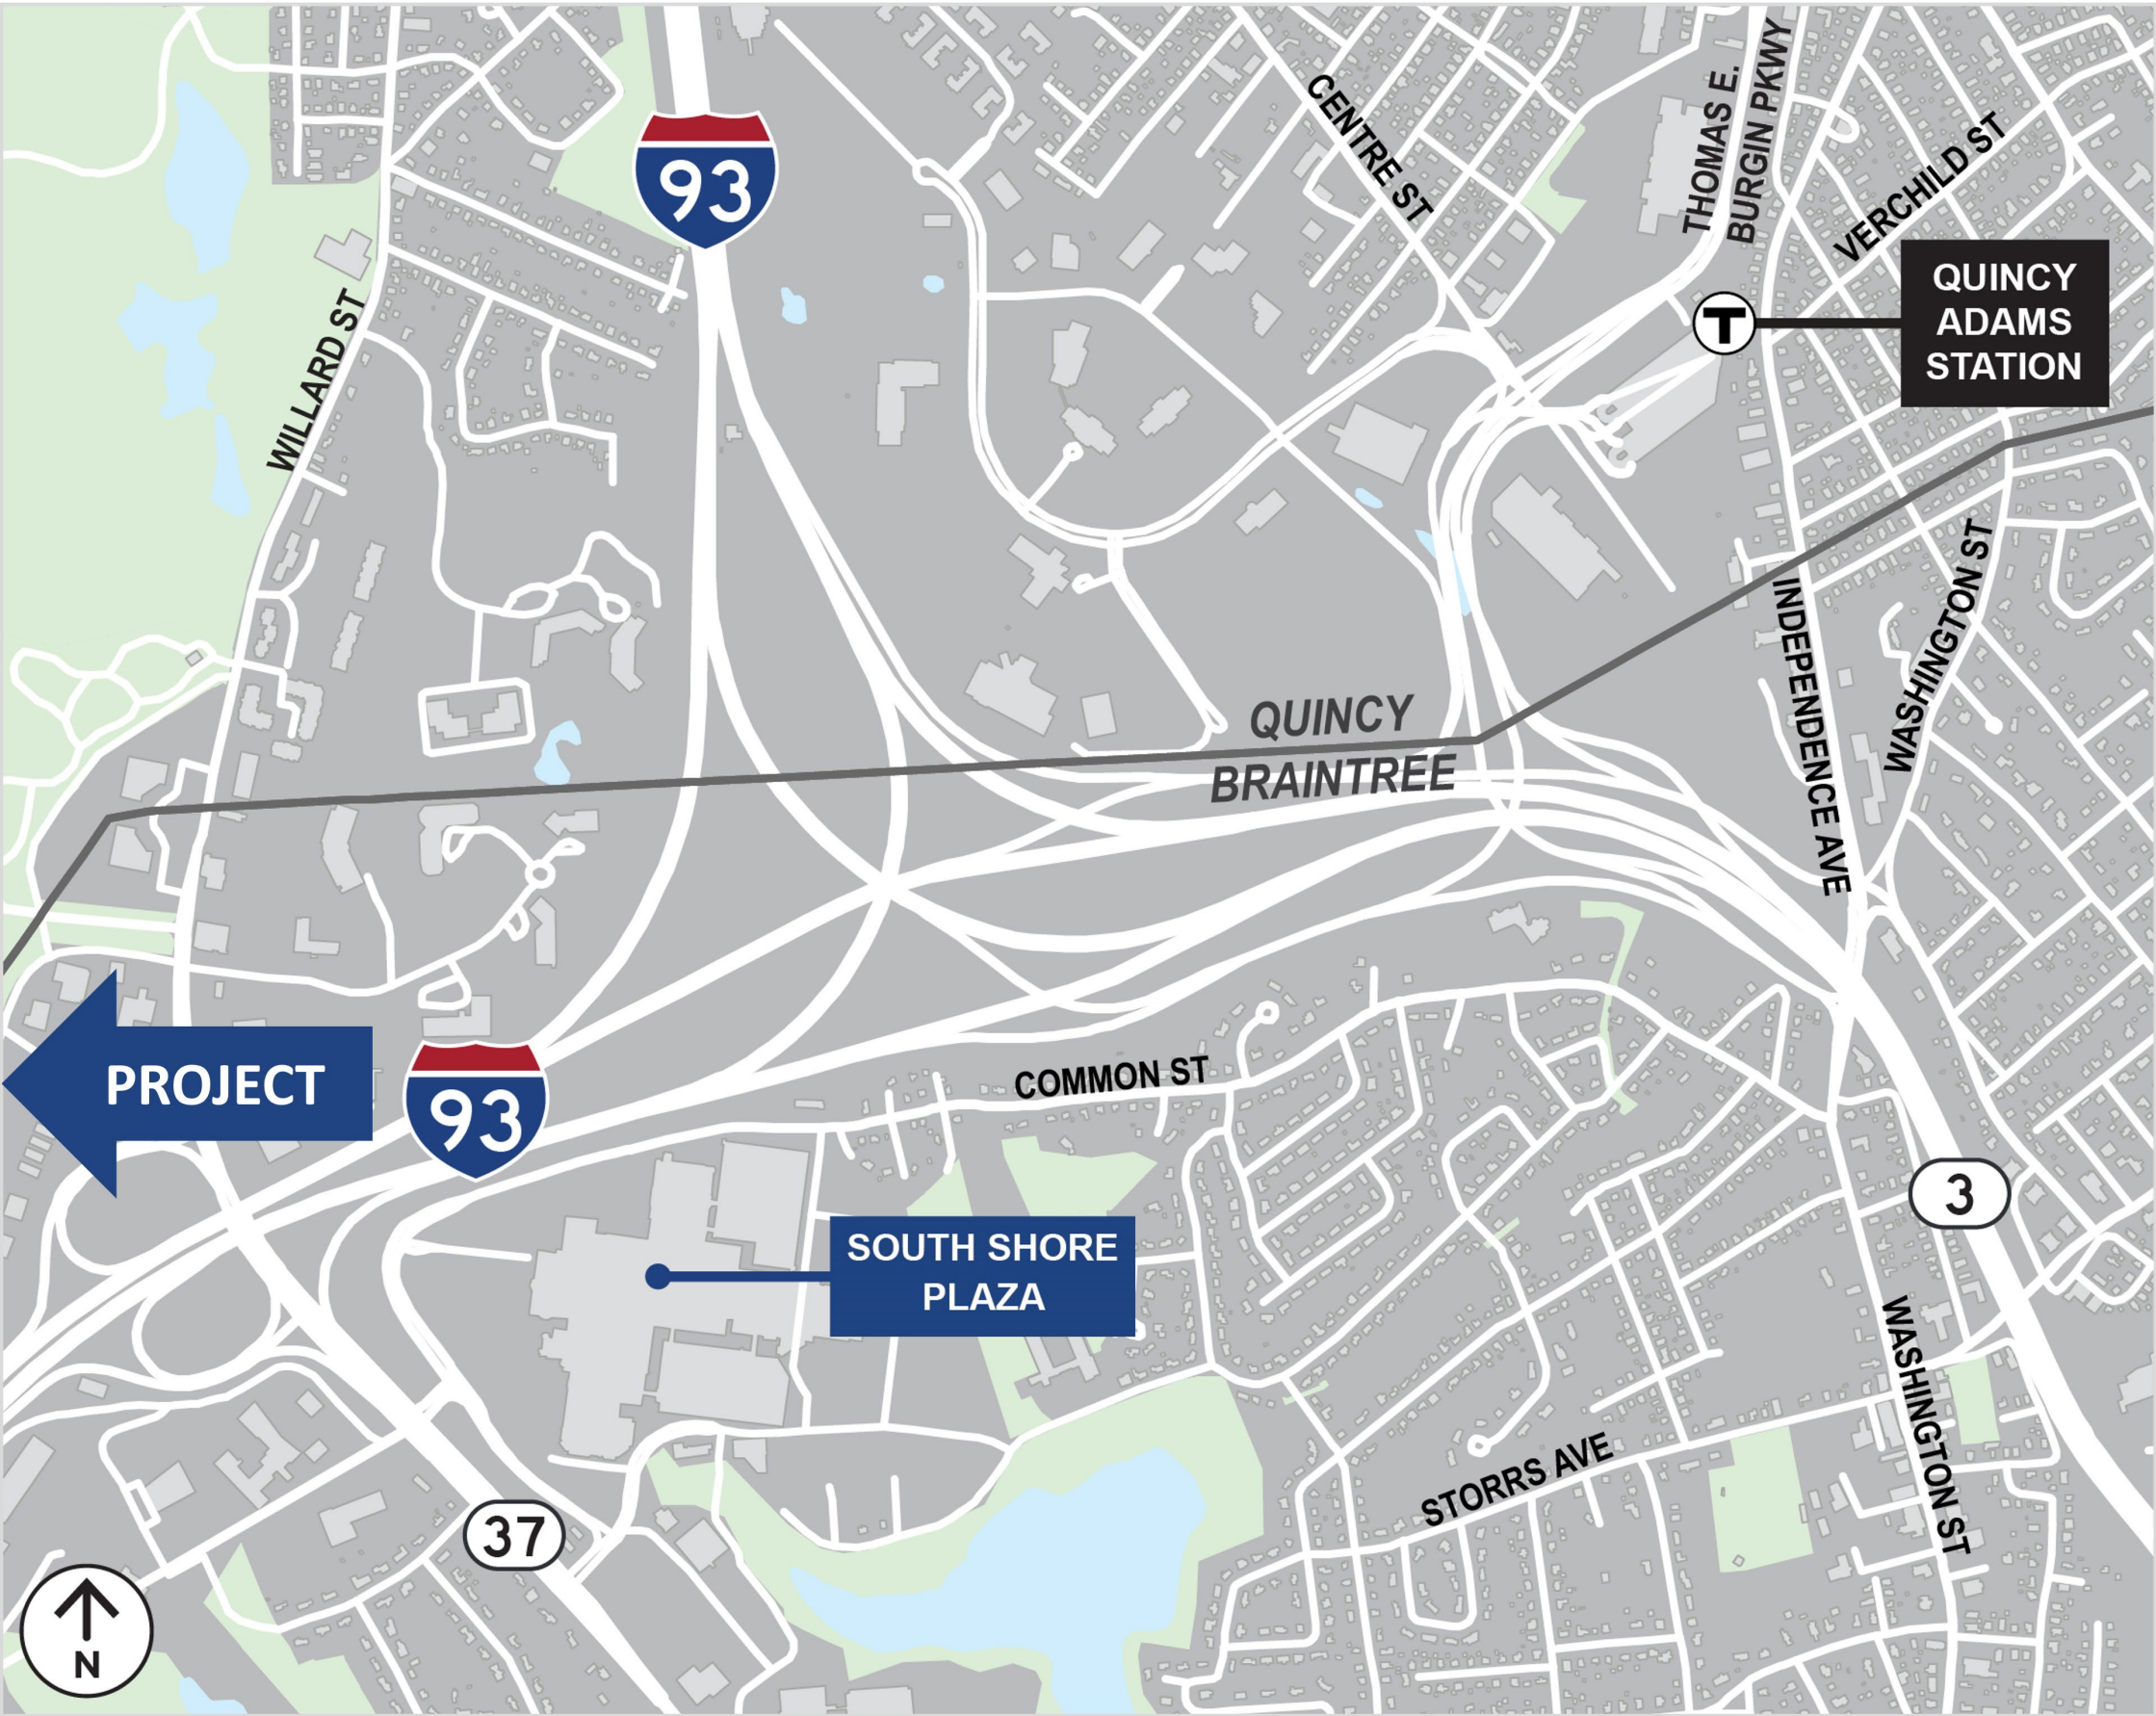 93
CENTRE ST
THOMAS E.
BURGIN PKWY
VERCHILD ST
QUINCY
ADAMS
STATION
T
WILLARD ST
WASHINGTON ST
INDEPENDENCE AVE
QUINCY
BRAINTREE
PROJECT
93
COMMON ST
3
SOUTH SHORE
PLAZA
WASHINGTON ST
STORRS AVE
37
N